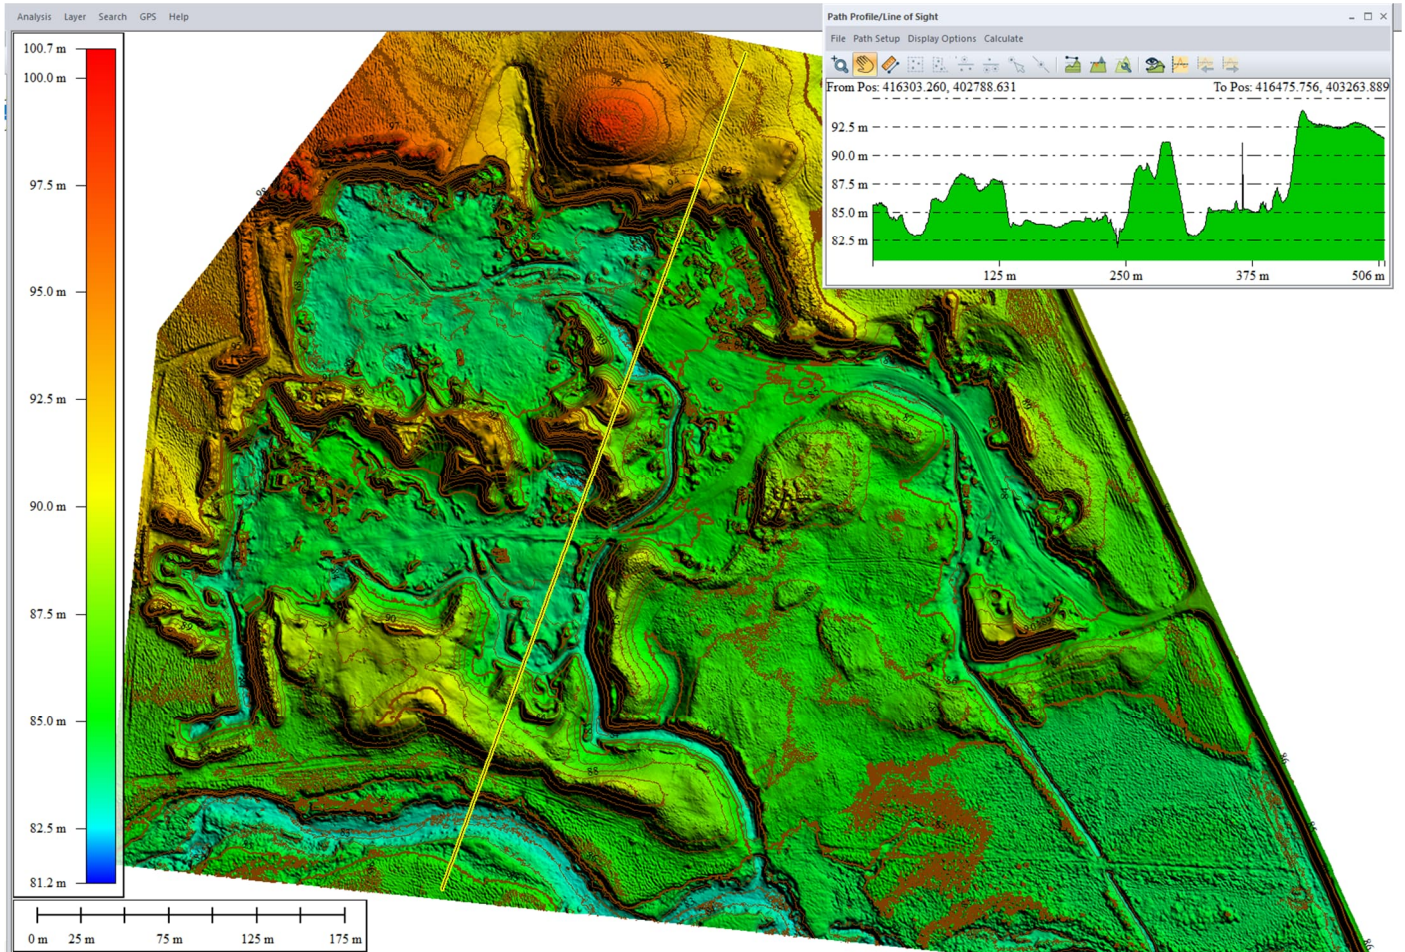 Analysis Layer Search GPS Help
Path Profile/Line of Sight
File Path Setup Display Options Calculate
From Pos: 416303.260, 402788.631 To Pos: 416475.756, 403263.889
92.5 m
90.0 m
87.5 m
85.0 m
82.5 m
125 m 250 m 375 m 506 m
100.7 m
100.0 m
97.5 m
95.0 m
92.5 m
90.0 m
87.5 m
85.0 m
82.5 m
81.2 m
0 m 25 m 75 m 125 m 175 m
88
86